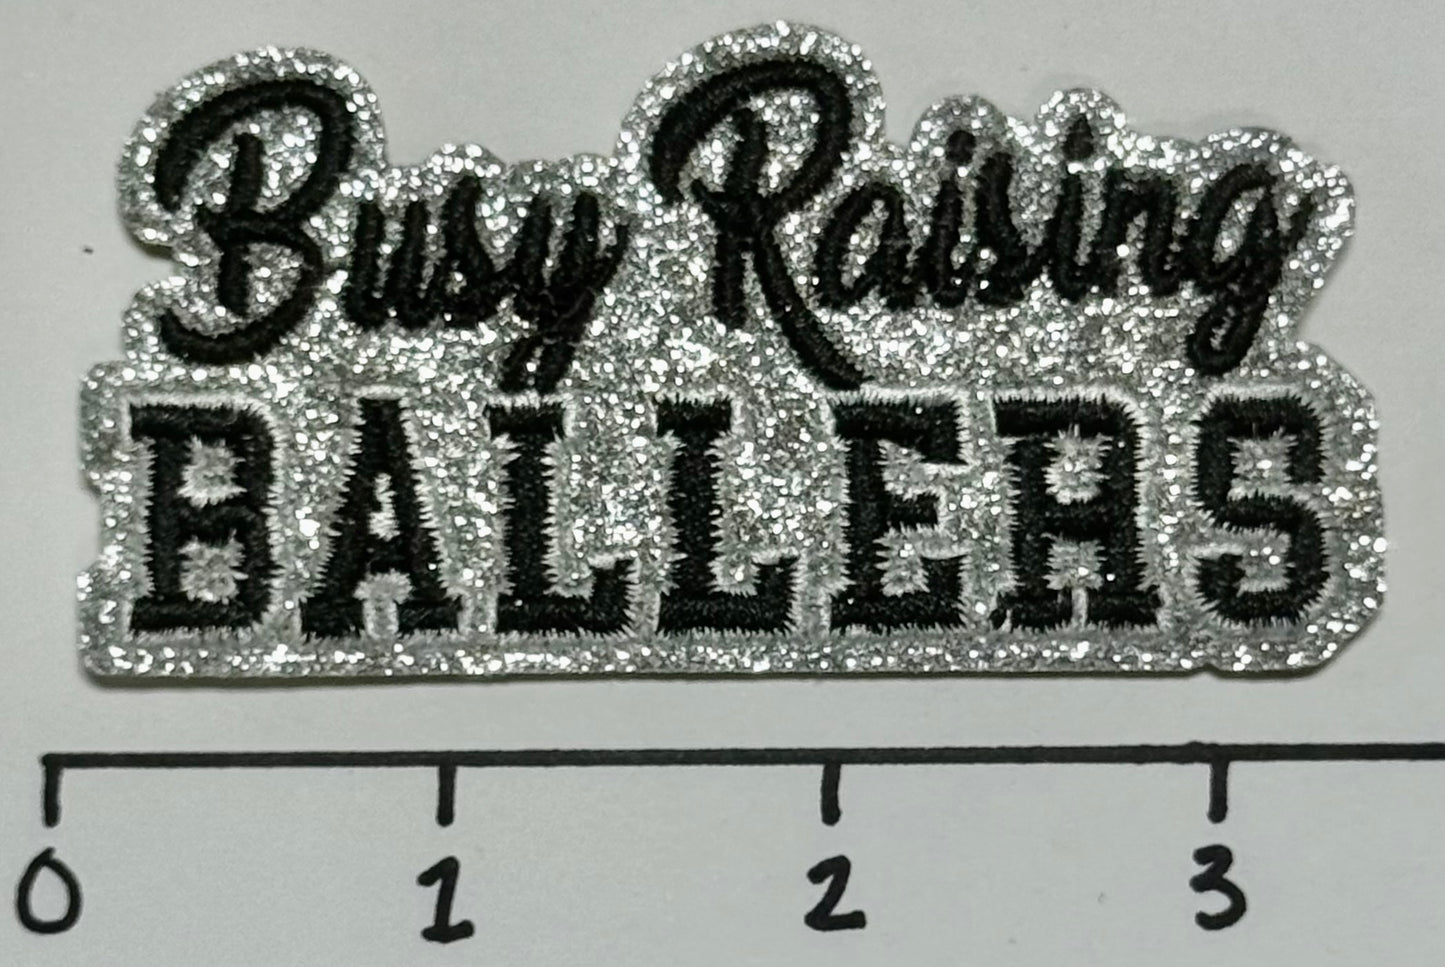 Busy Raising
BALLERS
0 1 2 3